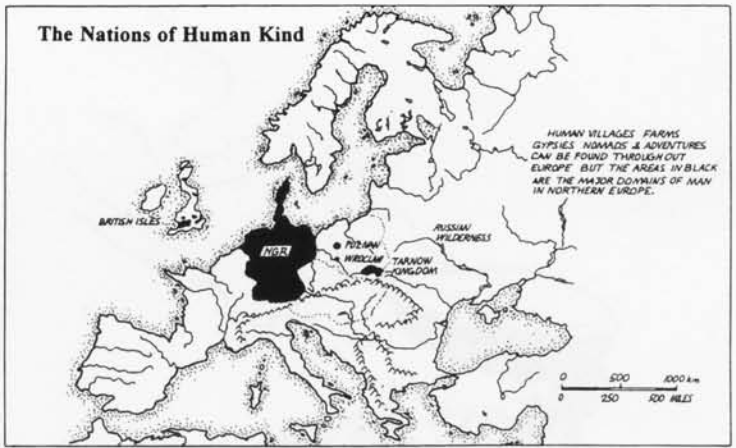 The Nations of Human Kind
HUMAN VILLAGES FARMS
GYPSIES NOMADS & ADVENTURES
CAN BE FOUND THROUGH OUT
EUROPE BUT THE AREAS IN BLACK
ARE THE MAJOR DOMAINS OF MAN
IN NORTHERN EUROPE.
BRITISH ISLES
NGR
POZNAN
WROCLAW
TARNOW
KINGDOM
RUSSIAN
WILDERNESS
0 500 1000 km
0 250 500 MILES